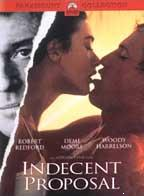 PARAMOUNT COLLECTION
ROBERT DEMI WOODY
REDFORD MOORE HARRELSON
INDECENT
PROPOSAL